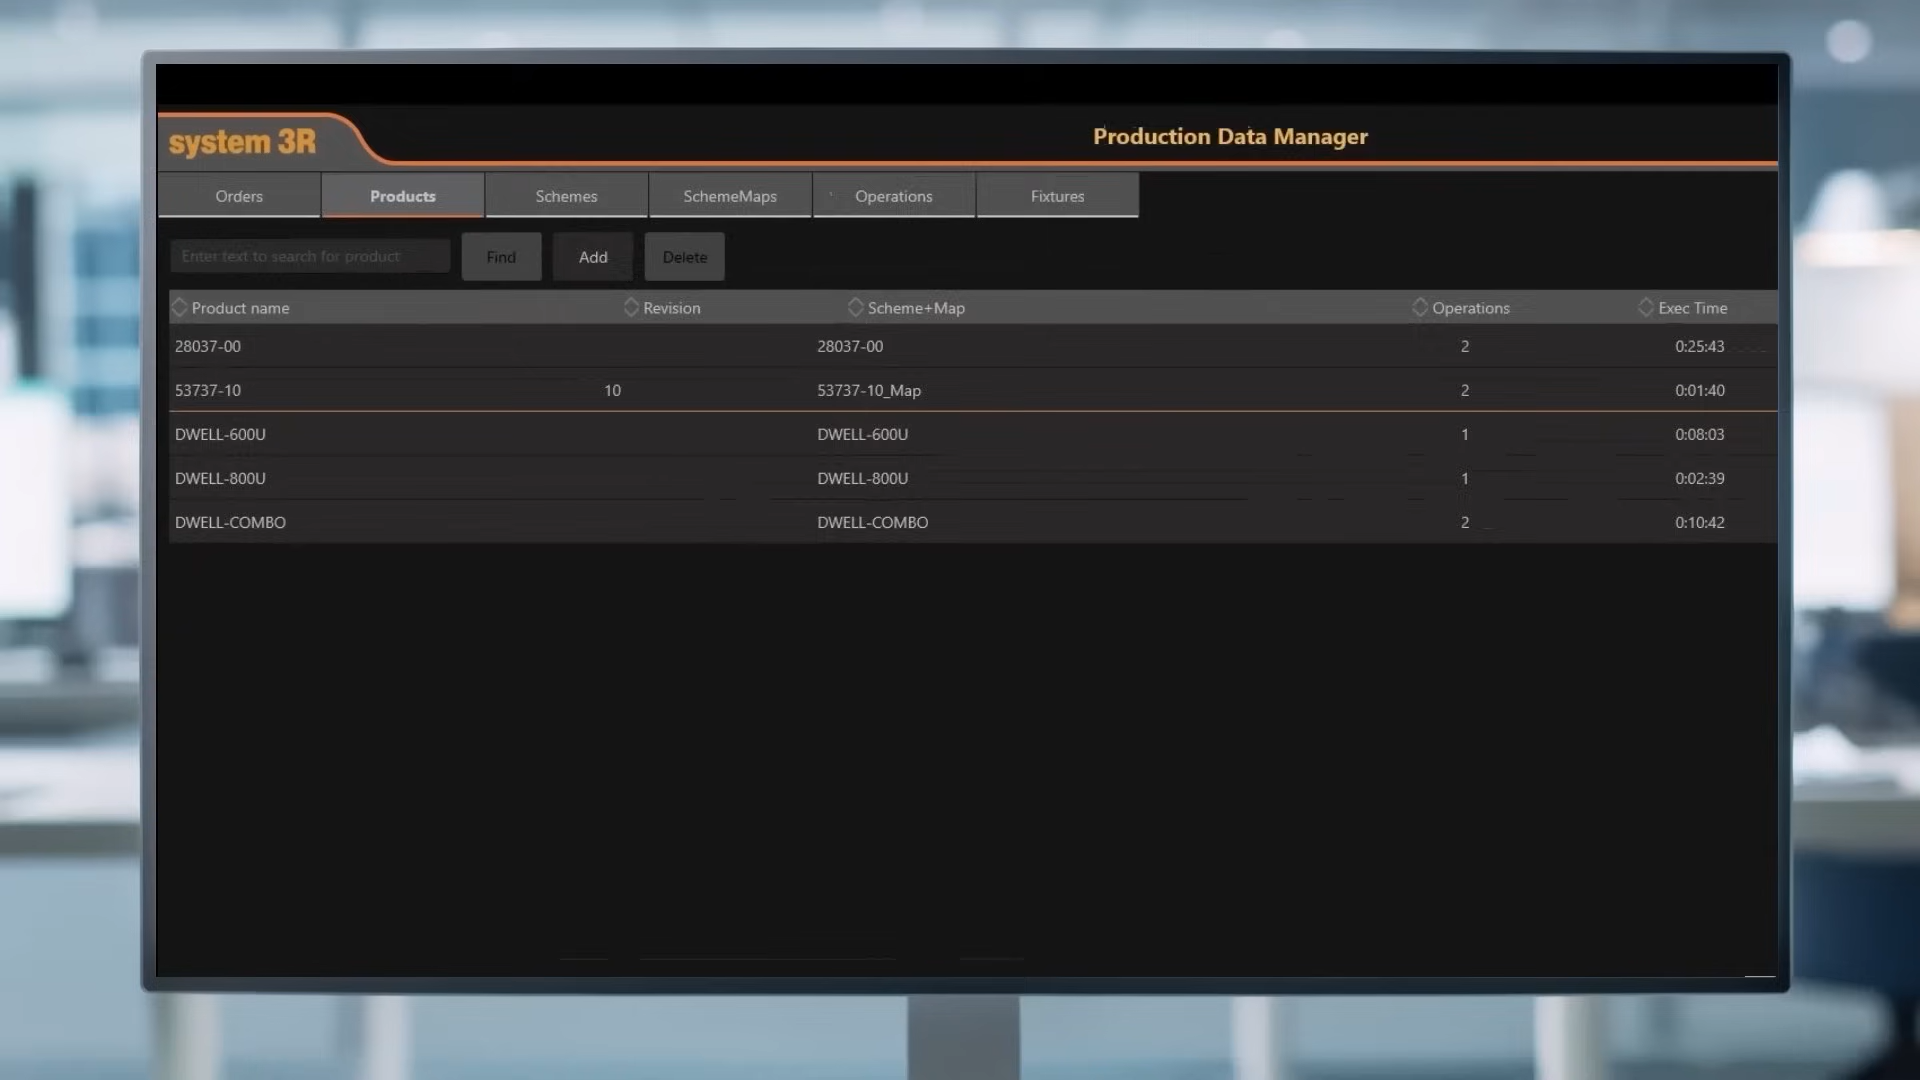 system 3R
Production Data Manager
Orders Products Schemes SchemeMaps Operations Fixtures
Enter text to search for product Find Add Delete
Product name Revision Scheme+Map Operations Exec Time
28037-00 28037-00 2 0:25:43
53737-10 10 53737-10_Map 2 0:01:40
DWELL-600U DWELL-600U 1 0:08:03
DWELL-800U DWELL-800U 1 0:02:39
DWELL-COMBO DWELL-COMBO 2 0:10:42